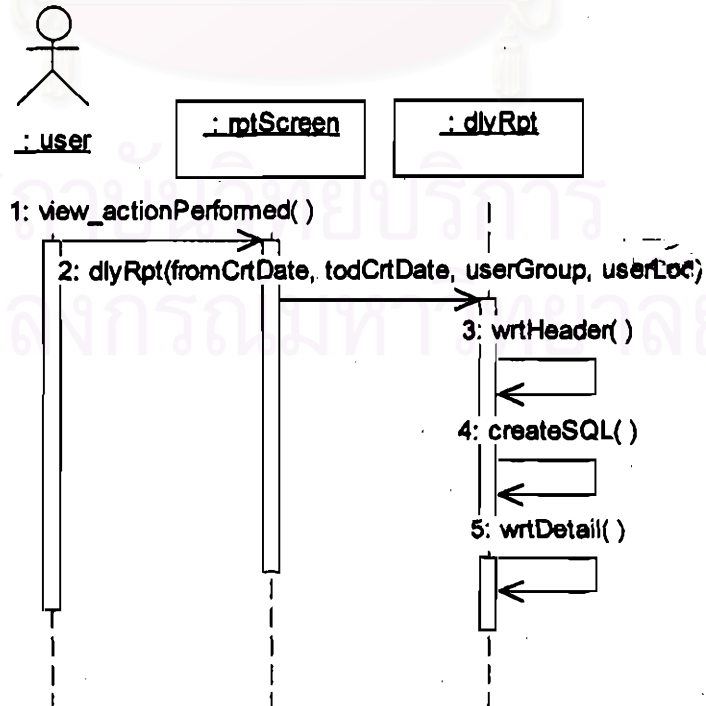 : user
: rptScreen
: dlyRpt
1: view_actionPerformed( )
2: dlyRpt(fromCrtDate, todCrtDate, userGroup, userLoc)
3: wrtHeader( )
4: createSQL( )
5: wrtDetail( )